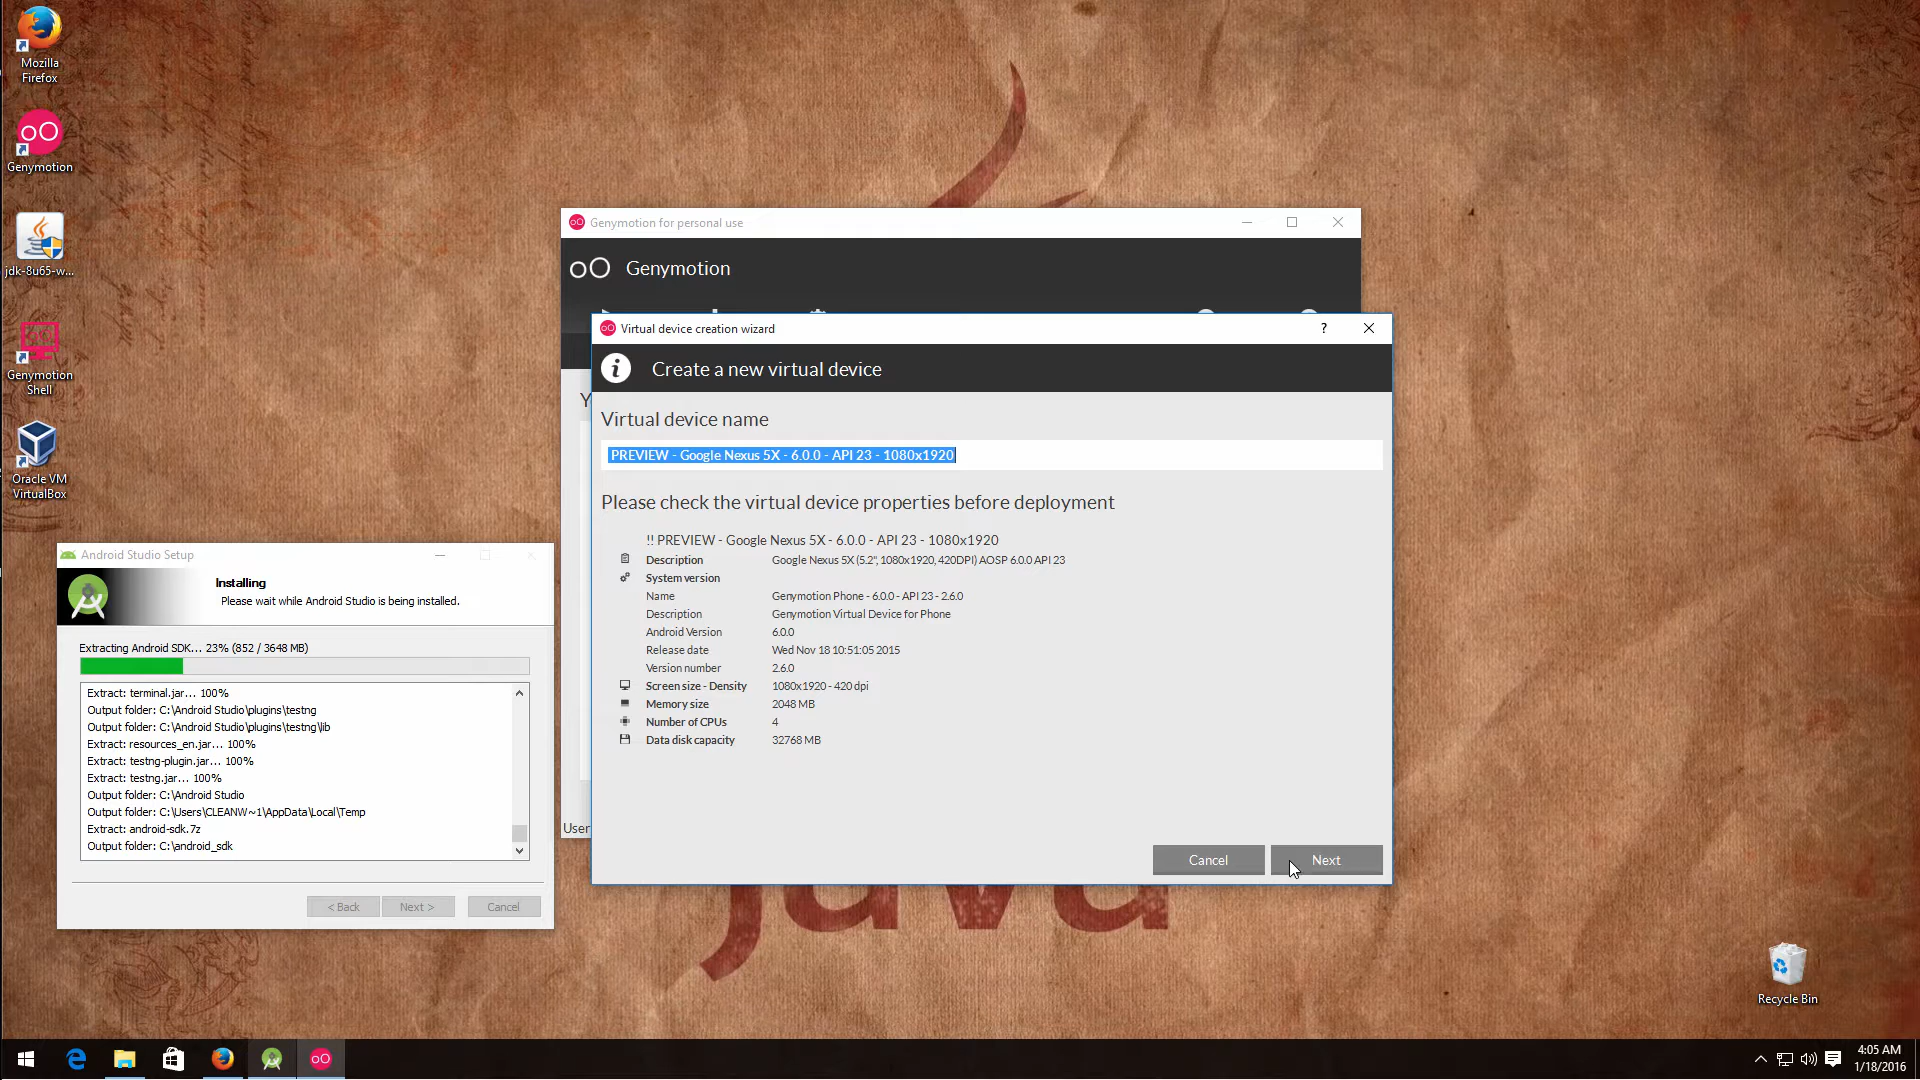 Mozilla
Firefox
Genymotion
jdk-8u65-w...
Genymotion
Shell
Oracle VM
VirtualBox
Genymotion for personal use
Genymotion
Y
User
Virtual device creation wizard
?
Create a new virtual device
Virtual device name
PREVIEW - Google Nexus 5X - 6.0.0 - API 23 - 1080x1920
Please check the virtual device properties before deployment
!! PREVIEW - Google Nexus 5X - 6.0.0 - API 23 - 1080x1920
Description Google Nexus 5X (5.2", 1080x1920, 420DPI) AOSP 6.0.0 API 23
System version
Name Genymotion Phone - 6.0.0 - API 23 - 2.6.0
Description Genymotion Virtual Device for Phone
Android Version 6.0.0
Release date Wed Nov 18 10:51:05 2015
Version number 2.6.0
Screen size - Density 1080x1920 - 420 dpi
Memory size 2048 MB
Number of CPUs 4
Data disk capacity 32768 MB
Cancel Next
Android Studio Setup
Installing
Please wait while Android Studio is being installed.
Extracting Android SDK... 23% (852 / 3648 MB)
Extract: terminal.jar... 100%
Output folder: C:\Android Studio\plugins\testng
Output folder: C:\Android Studio\plugins\testng\lib
Extract: resources_en.jar... 100%
Extract: testng-plugin.jar... 100%
Extract: testng.jar... 100%
Output folder: C:\Android Studio
Output folder: C:\Users\CLEANW~1\AppData\Local\Temp
Extract: android-sdk.7z
Output folder: C:\android_sdk
< Back Next > Cancel
java
Recycle Bin
4:05 AM
1/18/2016